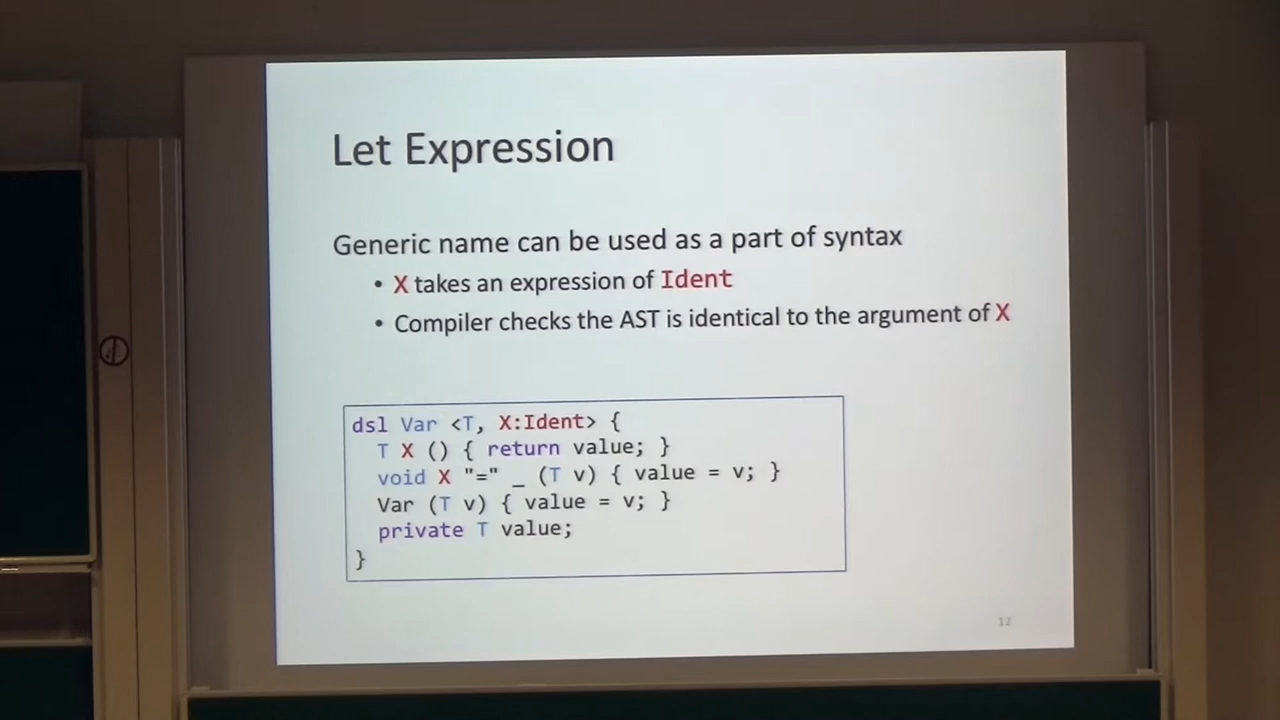 Let Expression
Generic name can be used as a part of syntax
• X takes an expression of Ident
• Compiler checks the AST is identical to the argument of X
dsl Var <T, X:Ident> {
T X () { return value; }
void X "=" _ (T v) { value = v; }
Var (T v) { value = v; }
private T value;
}
12